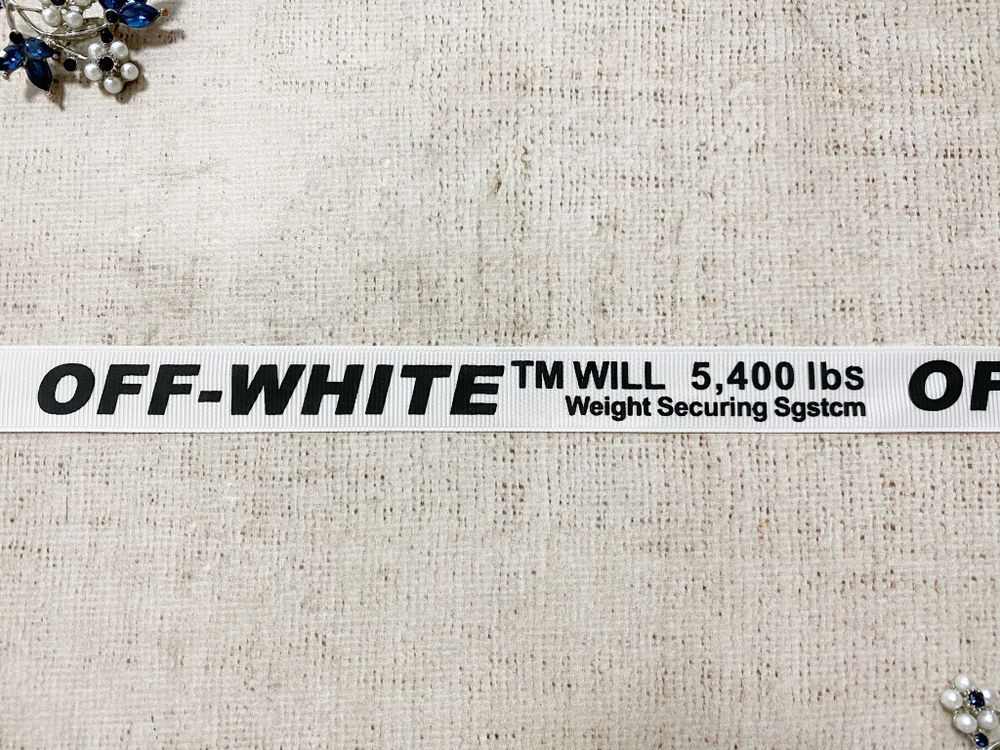 OFF-WHITE™ WILL 5,400 lbs OF
Weight Securing Sgstcm